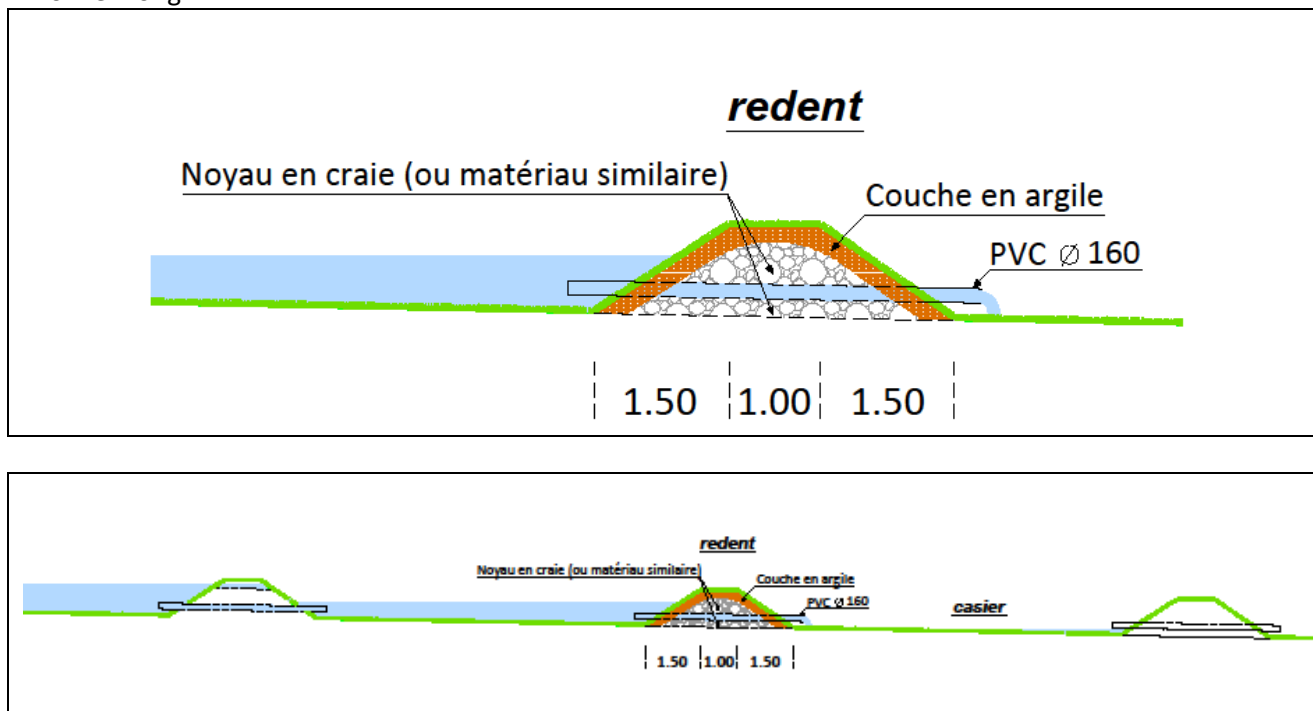 redent
Noyau en craie (ou matériau similaire)
Couche en argile
PVC ∅ 160
1.50 1.00 1.50
redent
Noyau en craie (ou matériau similaire)
Couche en argile
PVC ∅ 160
casier
1.50 1.00 1.50